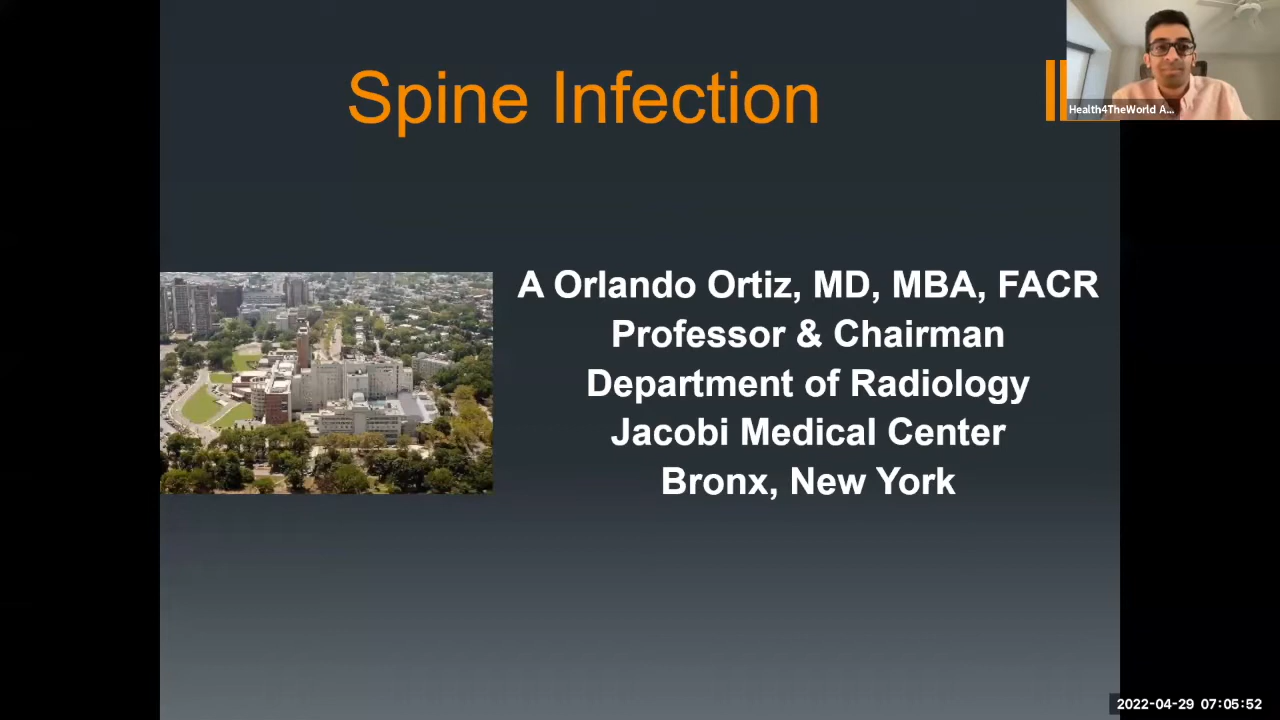 Spine Infection
Health4TheWorld A...
A Orlando Ortiz, MD, MBA, FACR
Professor & Chairman
Department of Radiology
Jacobi Medical Center
Bronx, New York
2022-04-29 07:05:52